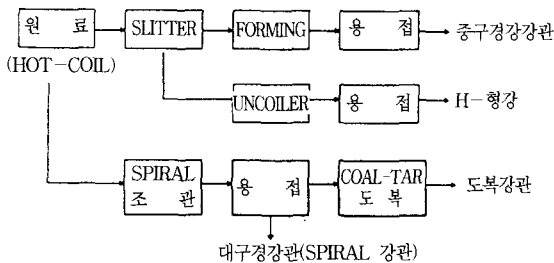 원 료 SLITTER FORMING 용 접 중구경강강관
(HOT-COIL)
UNCOILER 용 접 H-형강
SPIRAL
조 관
용 접
COAL-TAR
도 복
도복강관
대구경강관(SPIRAL 강관)